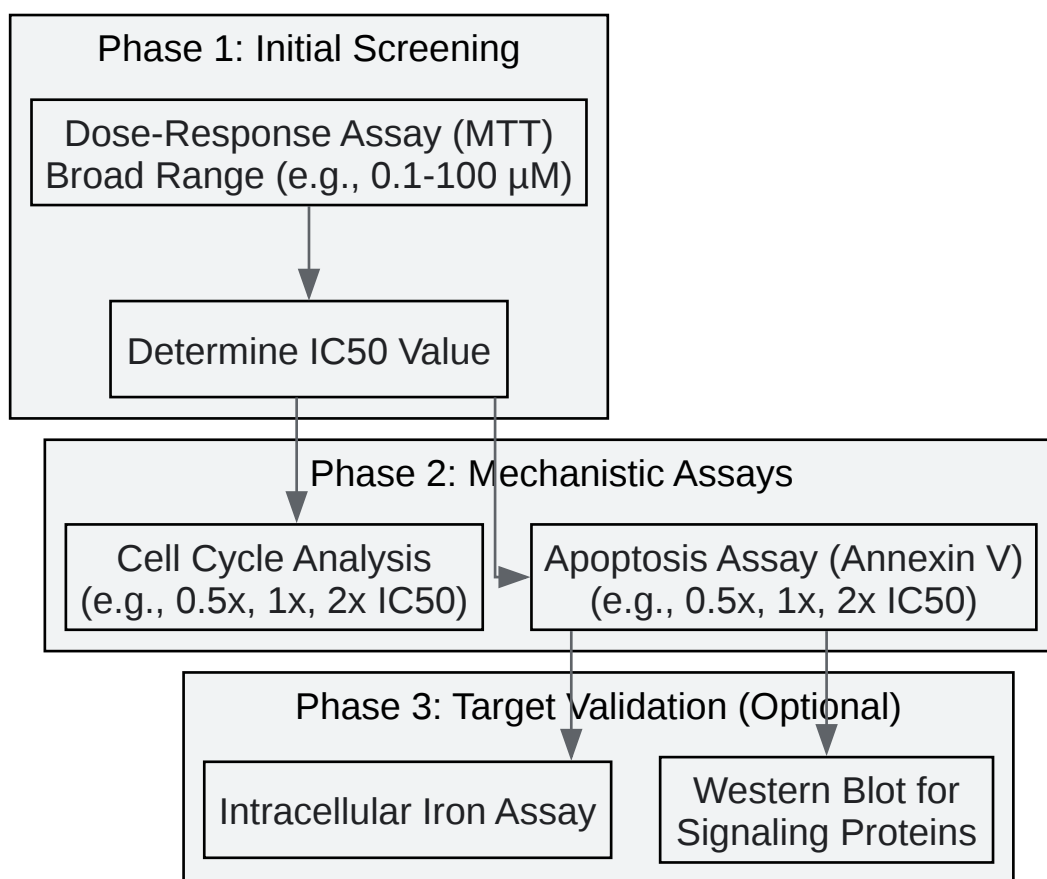 Phase 1: Initial Screening
Dose-Response Assay (MTT)
Broad Range (e.g., 0.1-100 µM)
Determine IC50 Value
Phase 2: Mechanistic Assays
Cell Cycle Analysis
(e.g., 0.5x, 1x, 2x IC50)
Apoptosis Assay (Annexin V)
(e.g., 0.5x, 1x, 2x IC50)
Phase 3: Target Validation (Optional)
Intracellular Iron Assay
Western Blot for
Signaling Proteins